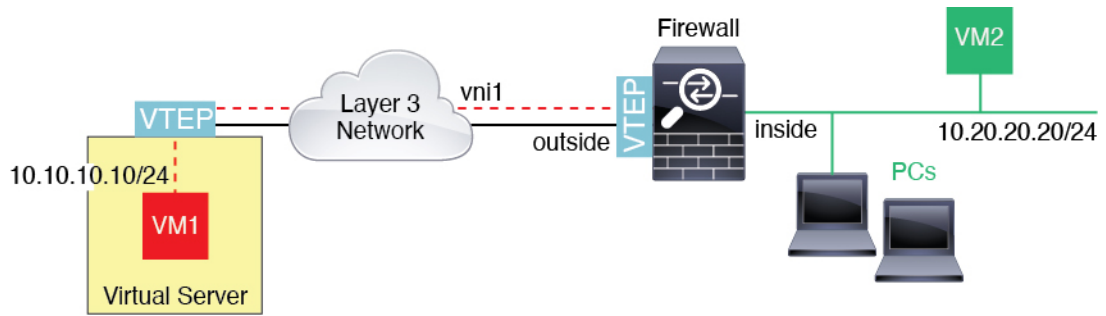 VTEP
10.10.10.10/24
VM1
Virtual Server
Layer 3
Network
vni1
outside
VTEP
Firewall
inside
VM2
10.20.20.20/24
PCs